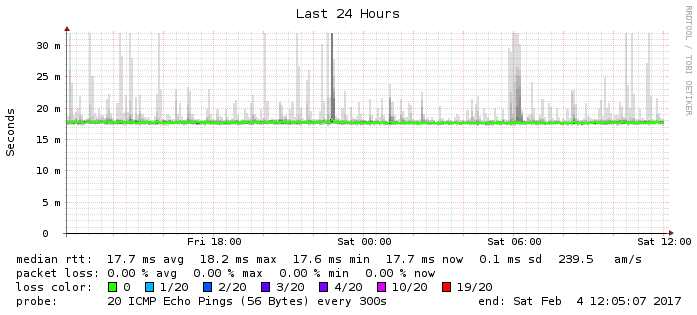 Last 24 Hours
RRDTOOL / TOBI OETIKER
Seconds
30 m
25 m
20 m
15 m
10 m
5 m
0
Fri 18:00 Sat 00:00 Sat 06:00 Sat 12:00
median rtt: 17.7 ms avg 18.2 ms max 17.6 ms min 17.7 ms now 0.1 ms sd 239.5 am/s
packet loss: 0.00 % avg 0.00 % max 0.00 % min 0.00 % now
loss color: 0 1/20 2/20 3/20 4/20 10/20 19/20
probe: 20 ICMP Echo Pings (56 Bytes) every 300s end: Sat Feb 4 12:05:07 2017